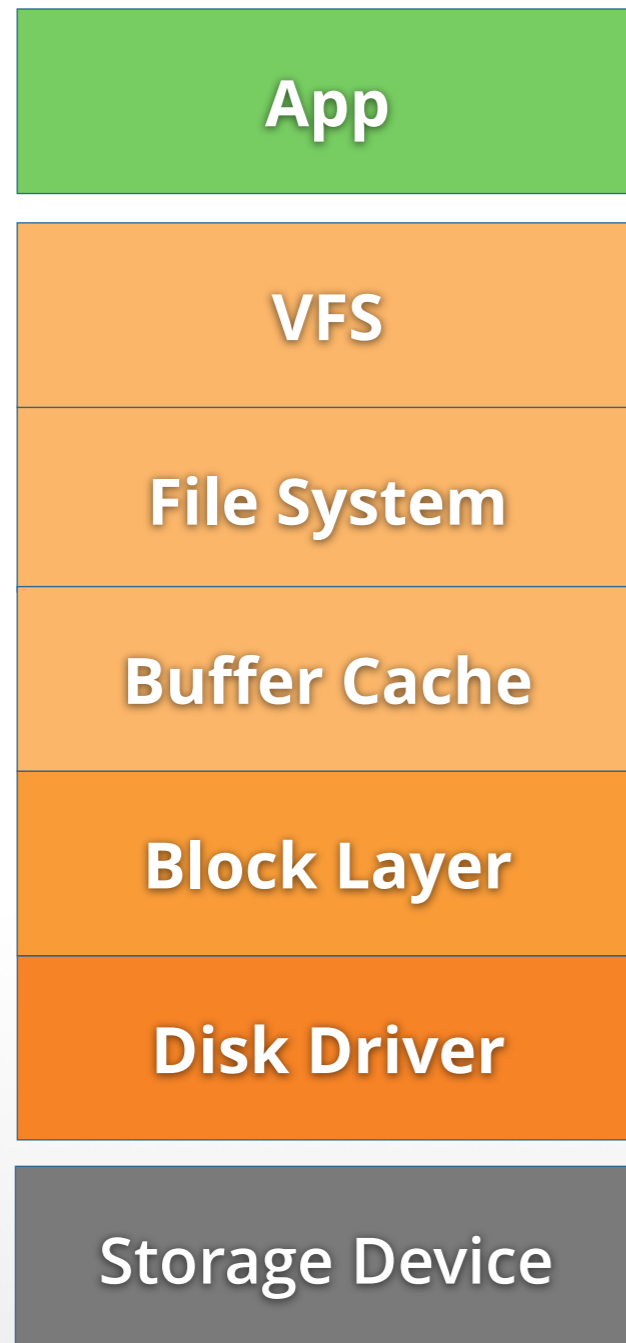 App
VFS
File System
Buffer Cache
Block Layer
Disk Driver
Storage Device